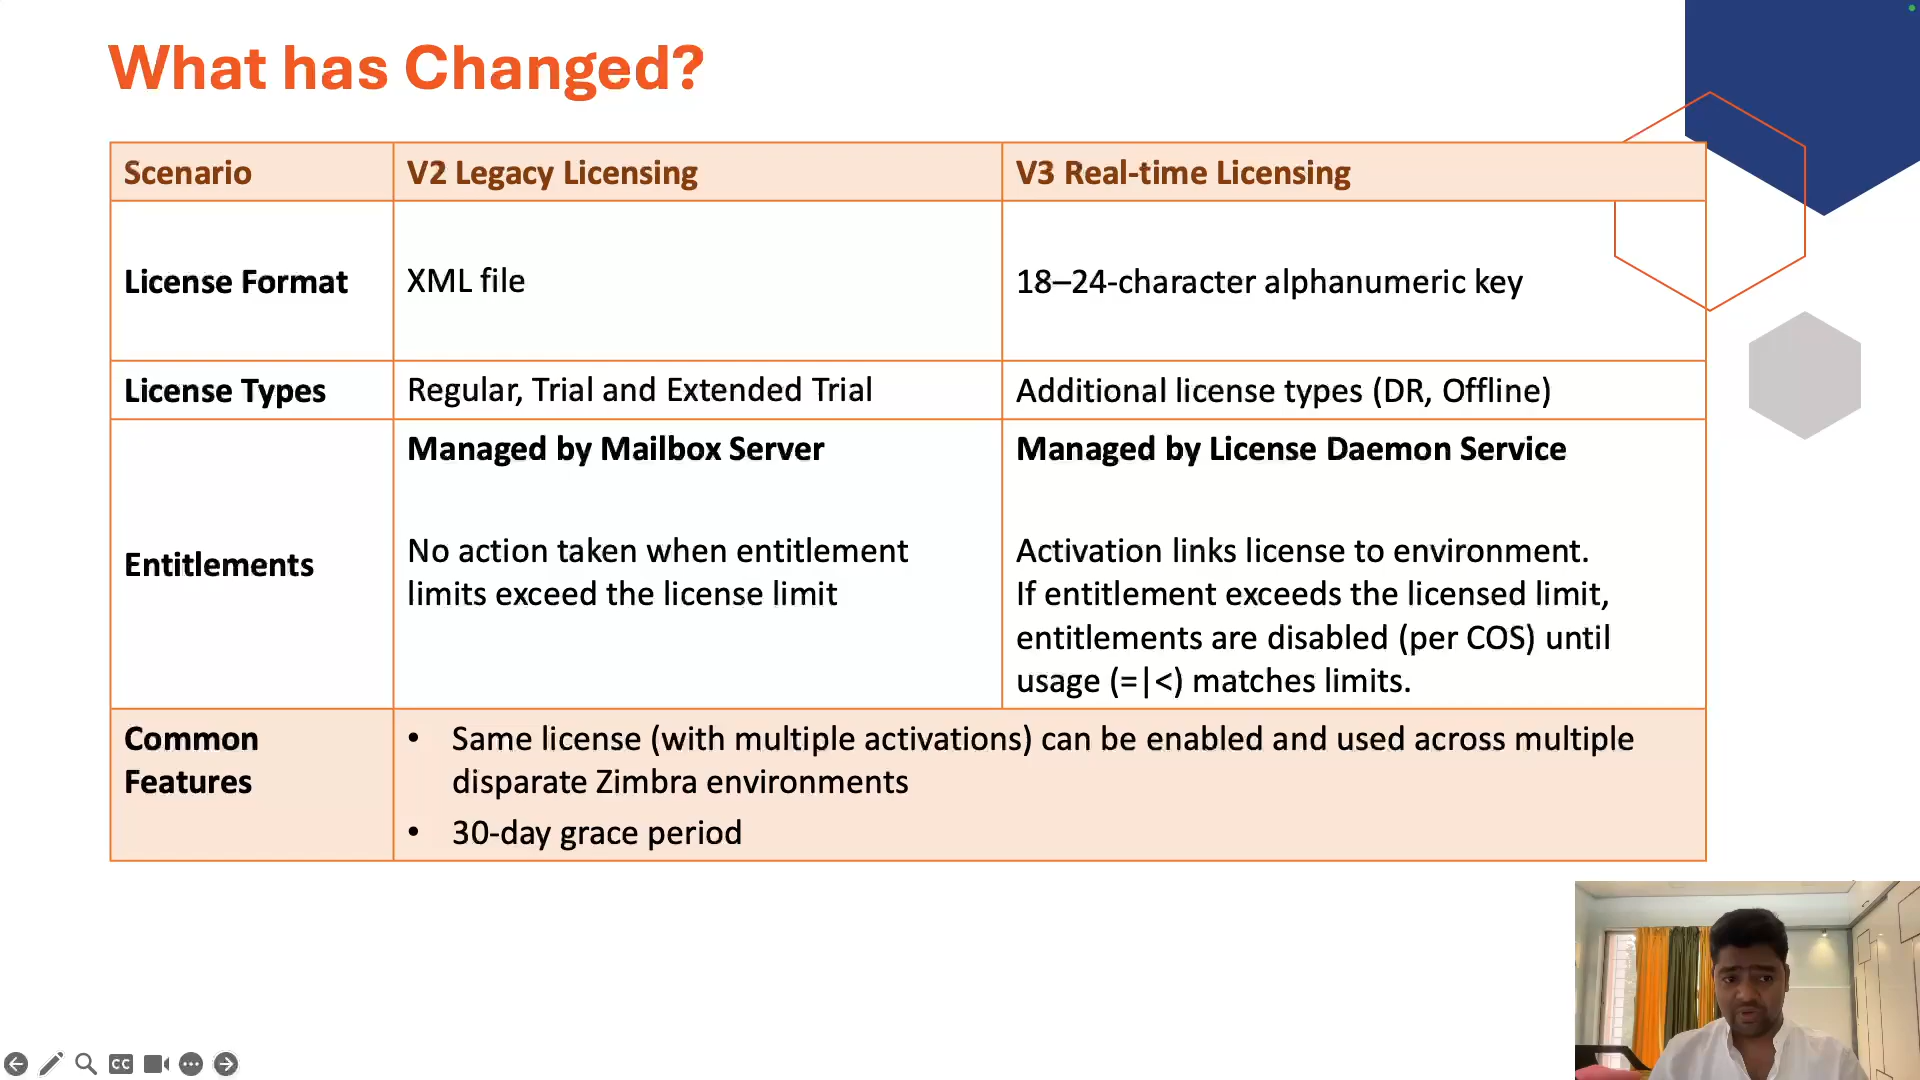 What has Changed?
Scenario
V2 Legacy Licensing
V3 Real-time Licensing
License Format
XML file
18–24-character alphanumeric key
License Types
Regular, Trial and Extended Trial
Additional license types (DR, Offline)
Entitlements
Managed by Mailbox Server
No action taken when entitlement
limits exceed the license limit
Managed by License Daemon Service
Activation links license to environment.
If entitlement exceeds the licensed limit,
entitlements are disabled (per COS) until
usage (=|<) matches limits.
Common
Features
• Same license (with multiple activations) can be enabled and used across multiple
disparate Zimbra environments
• 30-day grace period
CC